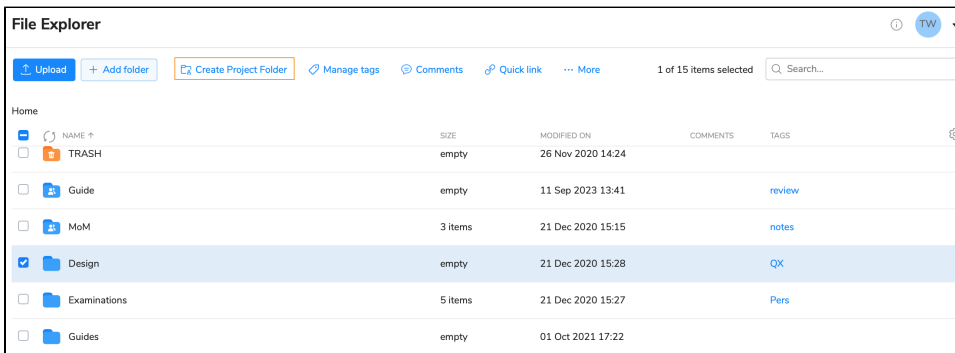 File Explorer
TW
Upload + Add folder Create Project Folder Manage tags Comments Quick link ··· More 1 of 15 items selected Search...
Home
NAME ↑ SIZE MODIFIED ON COMMENTS TAGS
TRASH empty 26 Nov 2020 14:24
Guide empty 11 Sep 2023 13:41 review
MoM 3 items 21 Dec 2020 15:15 notes
Design empty 21 Dec 2020 15:28 QX
Examinations 5 items 21 Dec 2020 15:27 Pers
Guides empty 01 Oct 2021 17:22